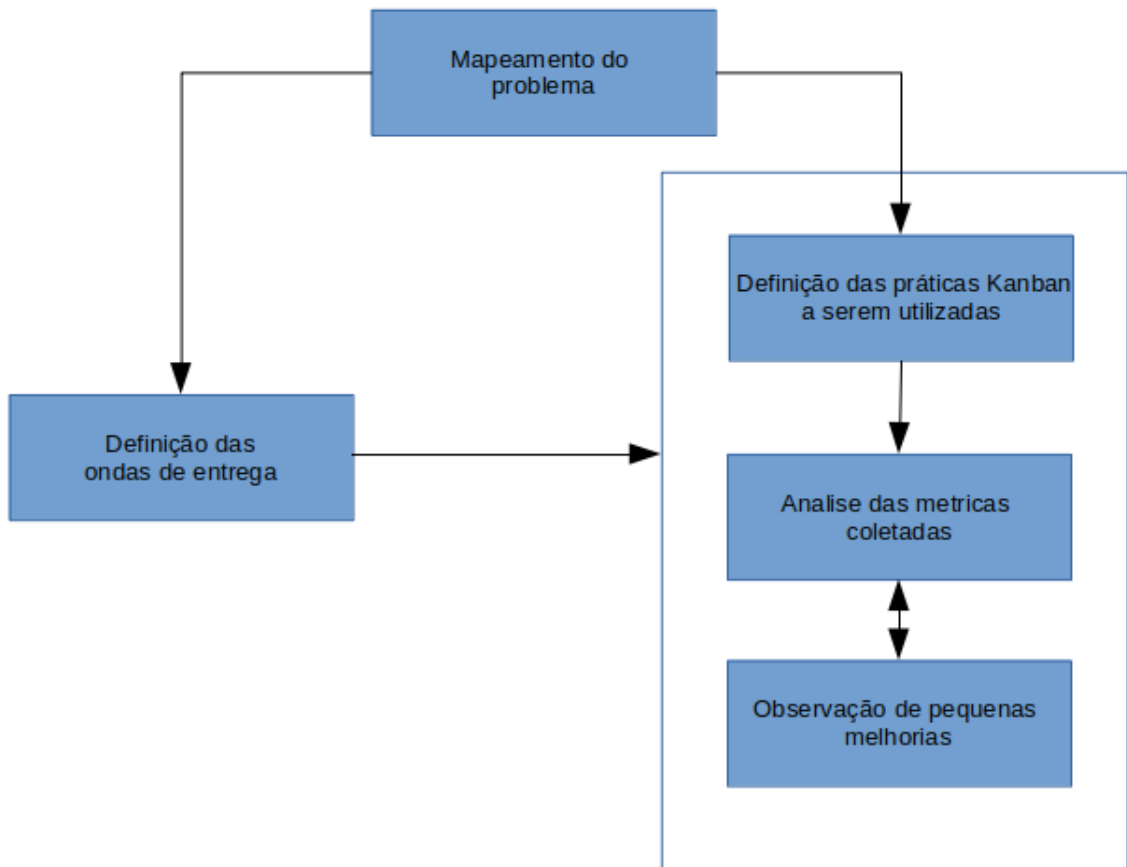 Mapeamento do
problema
Definição das práticas Kanban
a serem utilizadas
Definição das
ondas de entrega
Analise das metricas
coletadas
Observação de pequenas
melhorias